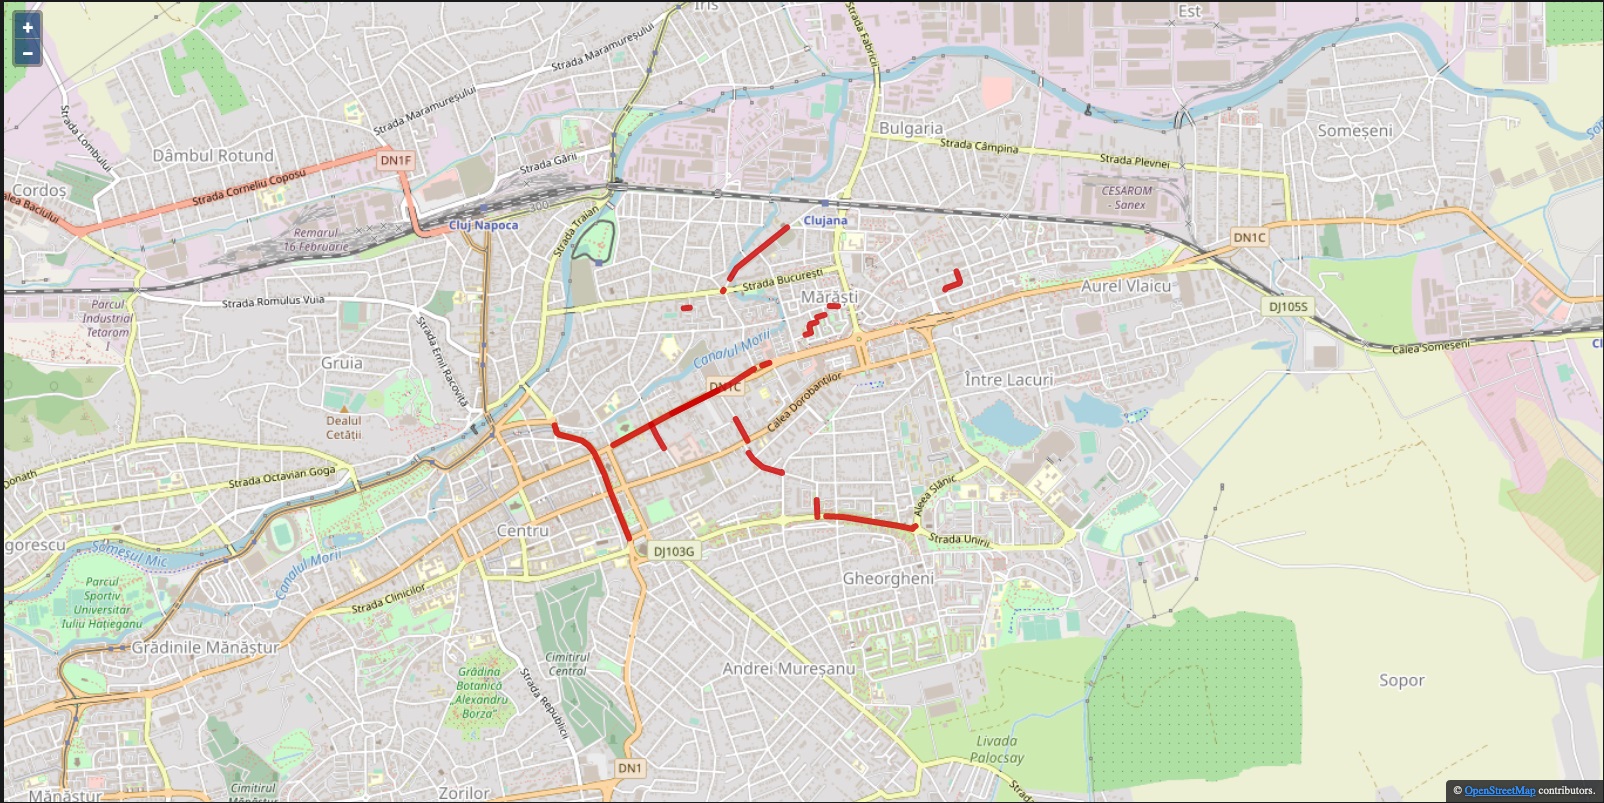 +
−
Iris
Strada Fabricii
Est
Strada Maramureșului
Strada Maramureșului
Strada Lombului
Bulgaria
Someșeni
Strada Câmpina
Strada Plevnei
Dâmbul Rotund
DN1F
Strada Gării
Strada Corneliu Coposu
Cordoș
CESAROM
- Sanex
300
Cluj Napoca
Strada Traian
Clujana
Remarul
16 Februarie
DN1C
Strada București
Mărăști
Aurel Vlaicu
Strada Romulus Vuia
Parcul
Industrial
Tetarom
I
DJ105S
Canalul Morii
Calea Someșeni
Gruia
Strada Emil Racoviță
DN1C
Calea Dorobanților
Între Lacuri
Dealul
Cetății
Donath
Strada Octavian Goga
Aleea Slănic
Centru
Strada Unirii
DJ103G
Someșul Mic
Canalul Morii
Gheorgheni
Parcul
Sportiv
Universitar
Iuliu Hațieganu
Strada Clinicilor
Grădinile Mănăștur
Cimitirul
Central
Andrei Mureșanu
Grădina
Botanică
„Alexandru
Borza”
Strada Republicii
Sopor
Livada
Palocsay
DN1
Cimitirul
Mănăștur
Zorilor
© OpenStreetMap contributors.